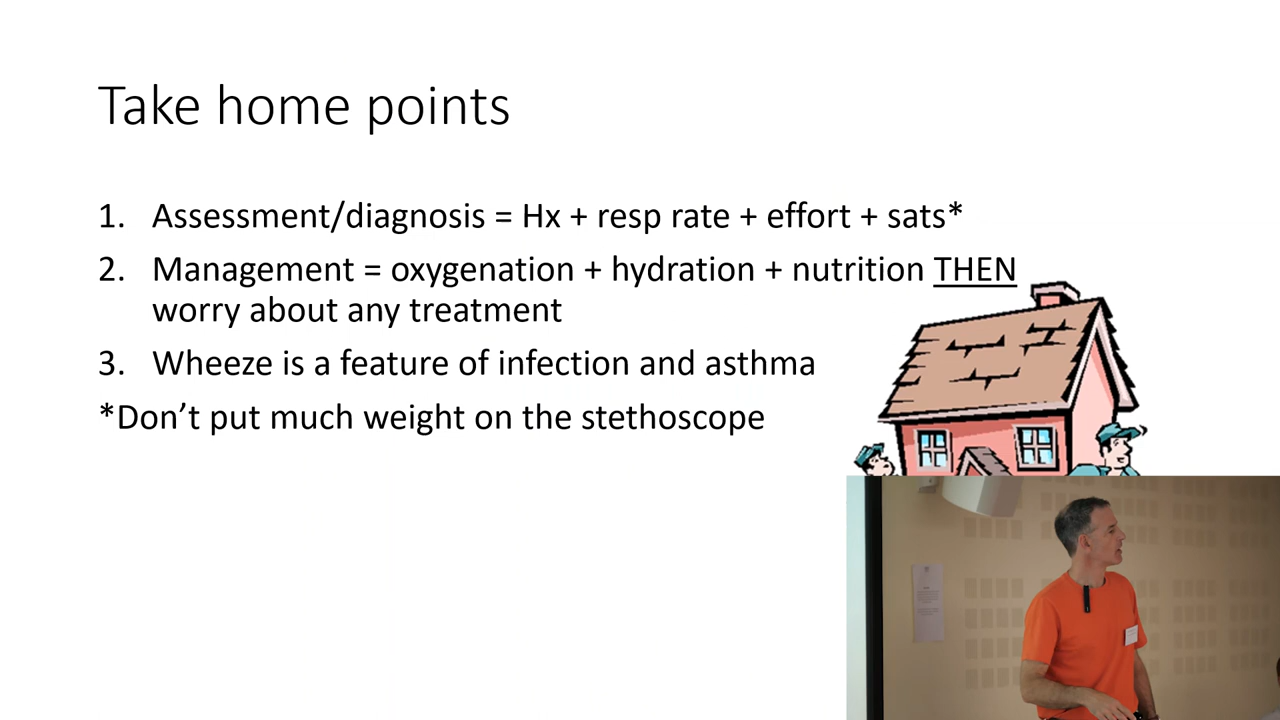 Take home points
1. Assessment/diagnosis = Hx + resp rate + effort + sats*
2. Management = oxygenation + hydration + nutrition THEN
worry about any treatment
3. Wheeze is a feature of infection and asthma
*Don’t put much weight on the stethoscope